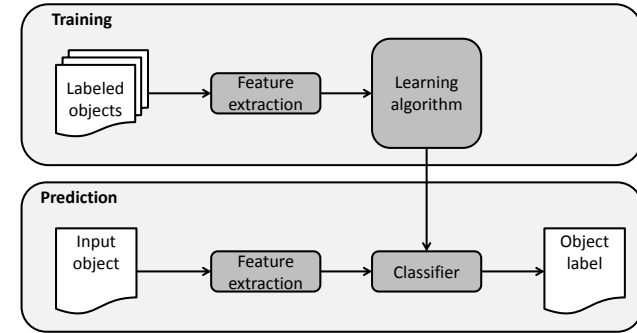 Training
Labeled
objects
Feature
extraction
Learning
algorithm
Prediction
Input
object
Feature
extraction
Classifier
Object
label